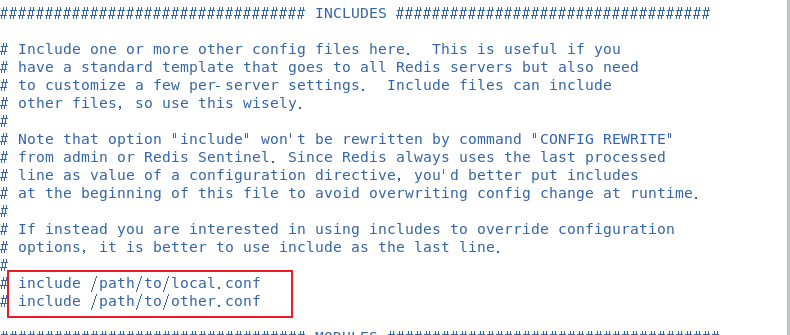 ################################## INCLUDES ###################################
# Include one or more other config files here.  This is useful if you
# have a standard template that goes to all Redis servers but also need
# to customize a few per-server settings.  Include files can include
# other files, so use this wisely.
#
# Note that option "include" won't be rewritten by command "CONFIG REWRITE"
# from admin or Redis Sentinel. Since Redis always uses the last processed
# line as value of a configuration directive, you'd better put includes
# at the beginning of this file to avoid overwriting config change at runtime.
#
# If instead you are interested in using includes to override configuration
# options, it is better to use include as the last line.
#
# include /path/to/local.conf
# include /path/to/other.conf
################################## MODULES #####################################